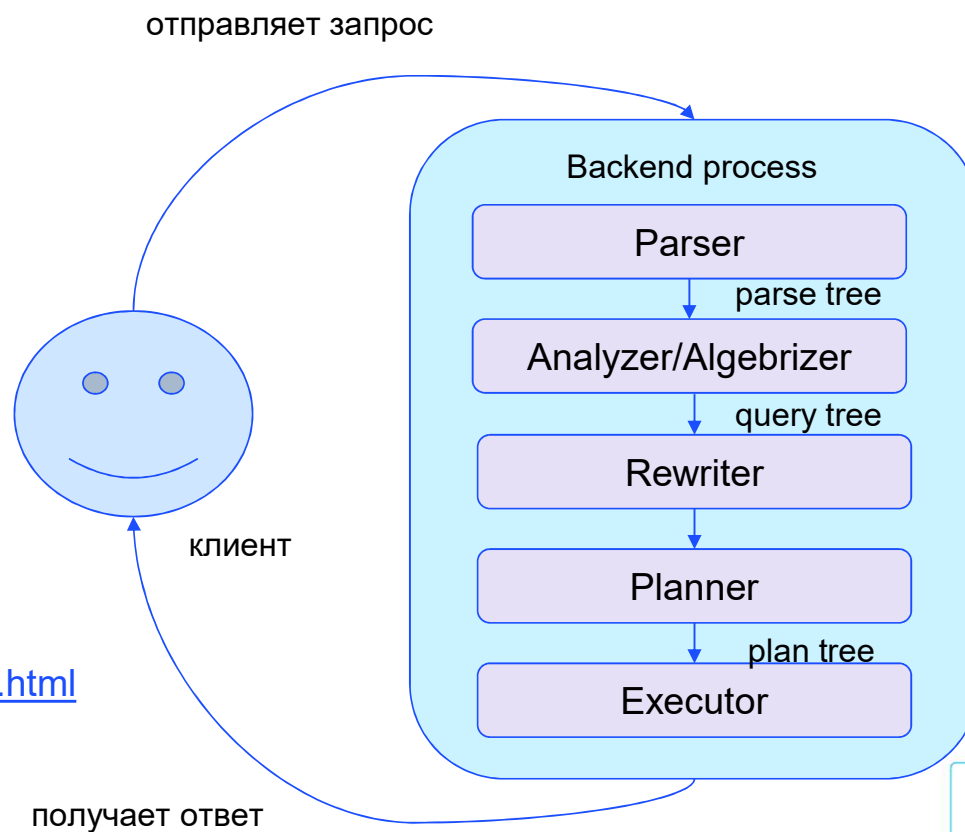 отправляет запрос
Backend process
Parser
parse tree
Analyzer/Algebrizer
query tree
Rewriter
клиент
Planner
plan tree
.html
Executor
получает ответ